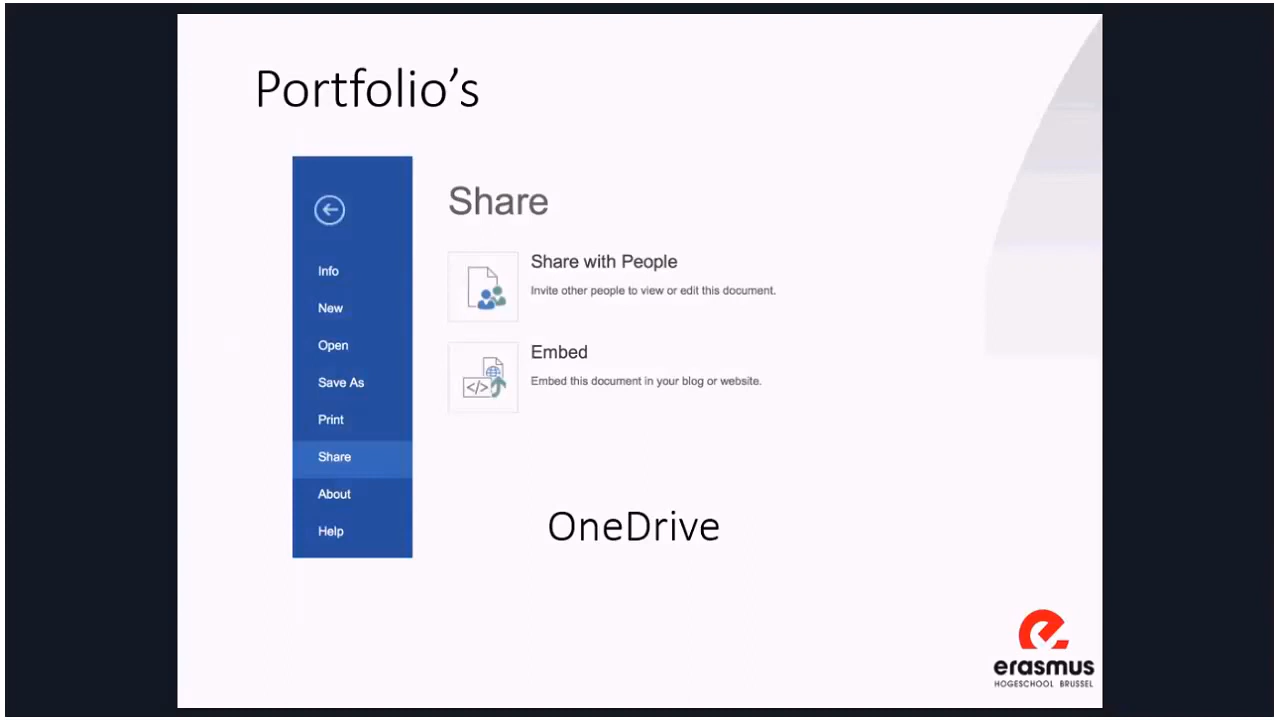 Portfolio's
Share
Share with People
Invite other people to view or edit this document.
Embed
Embed this document in your blog or website.
Info
New
Open
Save As
Print
Share
About
Help
OneDrive
erasmus
HOGESCHOOL BRUSSEL